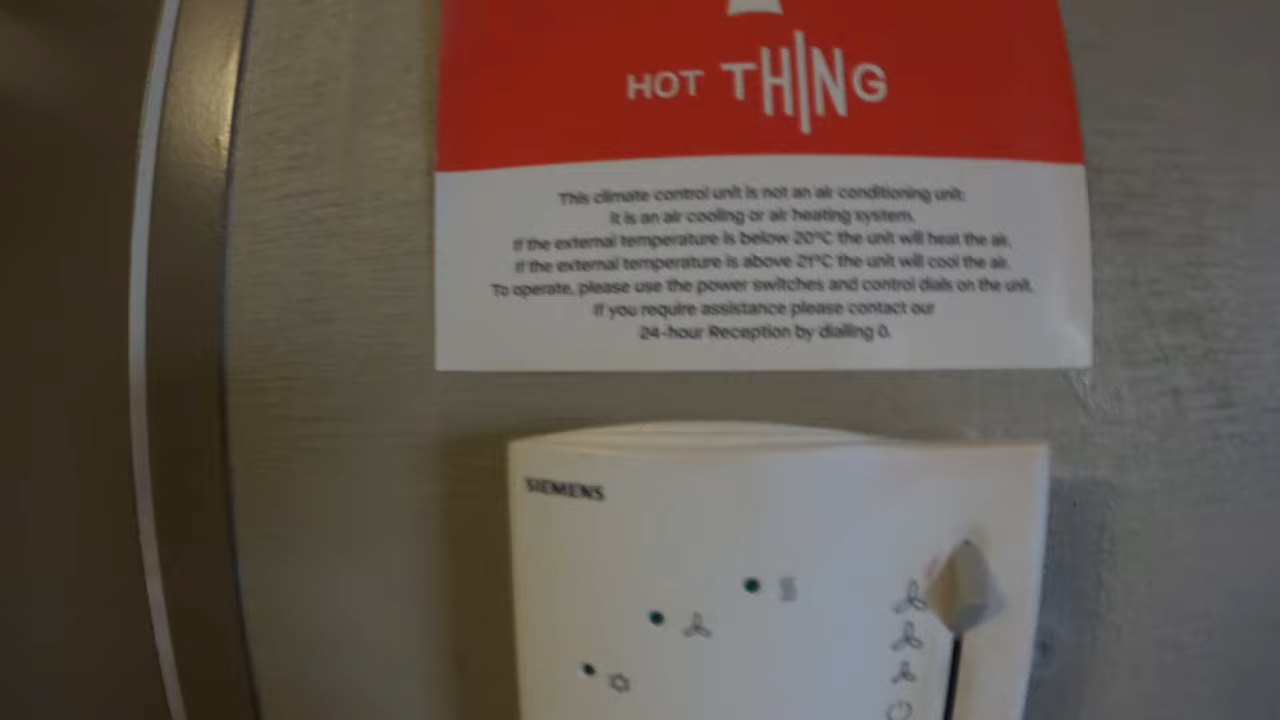 HOT THING
This climate control unit is not an air conditioning unit:
it is an air cooling or air heating system.
If the external temperature is below 20°C the unit will heat the air.
If the external temperature is above 21°C the unit will cool the air.
To operate, please use the power switches and control dials on the unit.
If you require assistance please contact our
24-hour Reception by dialling 0.
SIEMENS